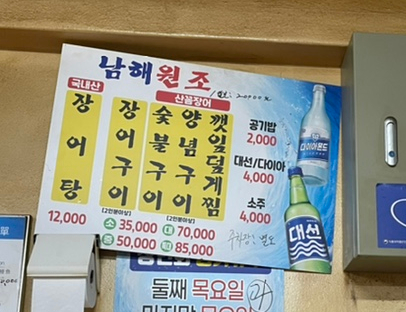 남해원조
국내산
산꼼장어
장어탕
장어구이
숯불구이
양념구이
깻잎덮게찜
12,000
(2인분이상)
(2인분이상)
소 35,000
대 70,000
중 50,000
특 85,000
공기밥
2,000
대선/다이아
4,000
소주
4,000
다이아몬드
대선
둘째 목요일